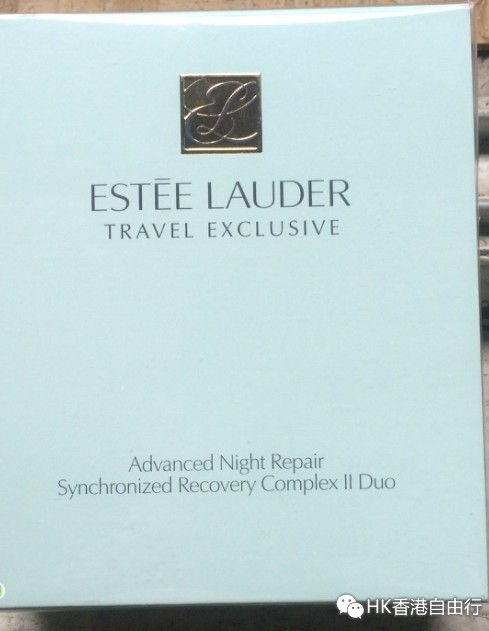 ESTĒE LAUDER
TRAVEL EXCLUSIVE
Advanced Night Repair
Synchronized Recovery Complex II Duo
HK香港自由行